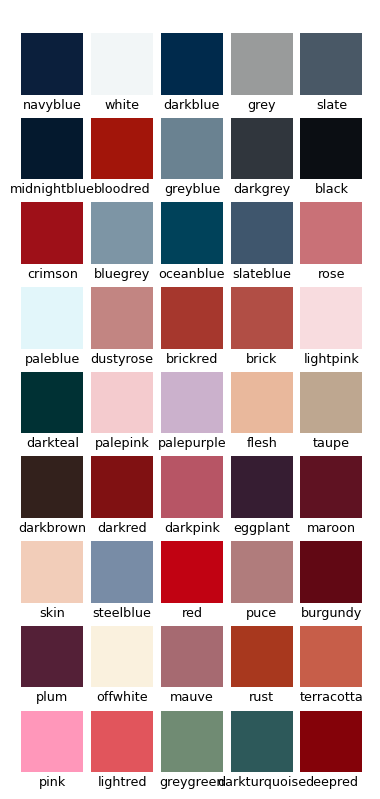 navyblue white darkblue grey slate
midnightblue bloodred greyblue darkgrey black
crimson bluegrey oceanblue slateblue rose
paleblue dustyrose brickred brick lightpink
darkteal palepink palepurple flesh taupe
darkbrown darkred darkpink eggplant maroon
skin steelblue red puce burgundy
plum offwhite mauve rust terracotta
pink lightred greygreen darkturquoise deepred